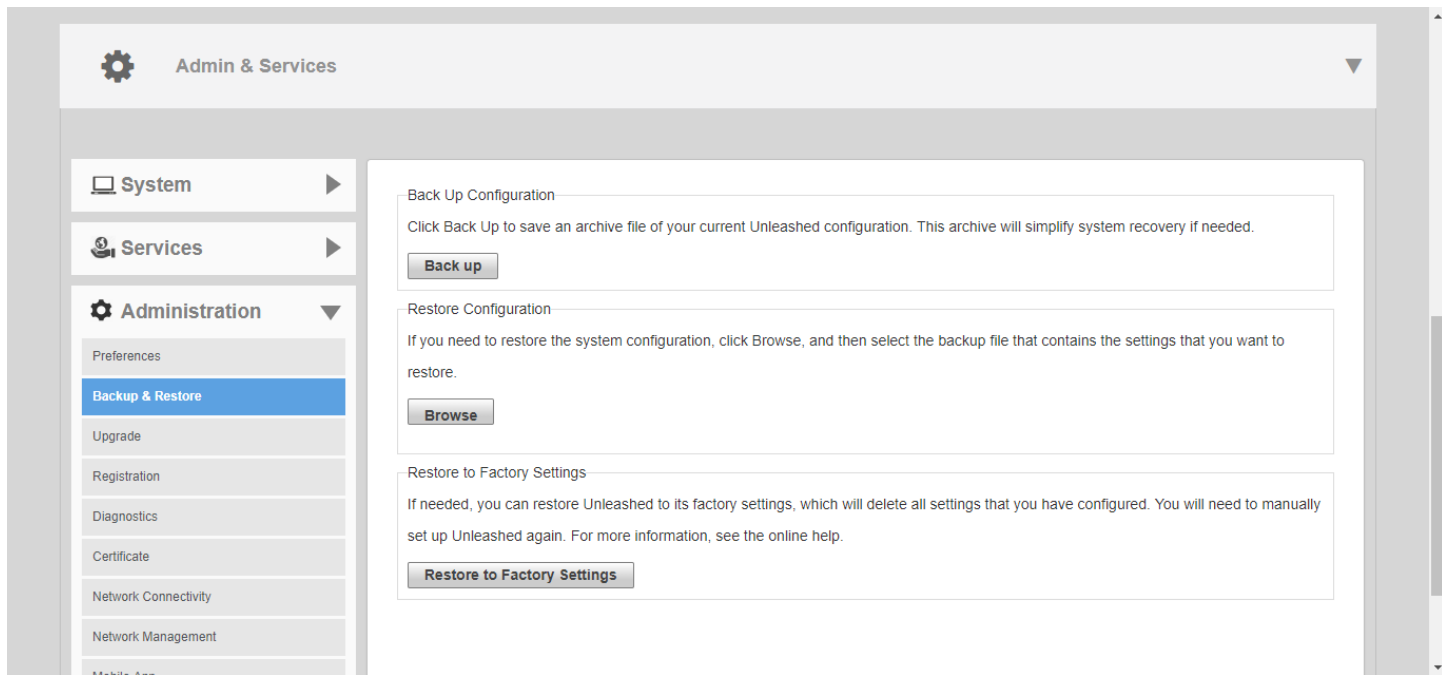 Admin & Services
System
Services
Administration
Preferences
Backup & Restore
Upgrade
Registration
Diagnostics
Certificate
Network Connectivity
Network Management
Mobile App
Back Up Configuration
Click Back Up to save an archive file of your current Unleashed configuration. This archive will simplify system recovery if needed.
Back up
Restore Configuration
If you need to restore the system configuration, click Browse, and then select the backup file that contains the settings that you want to
restore.
Browse
Restore to Factory Settings
If needed, you can restore Unleashed to its factory settings, which will delete all settings that you have configured. You will need to manually
set up Unleashed again. For more information, see the online help.
Restore to Factory Settings